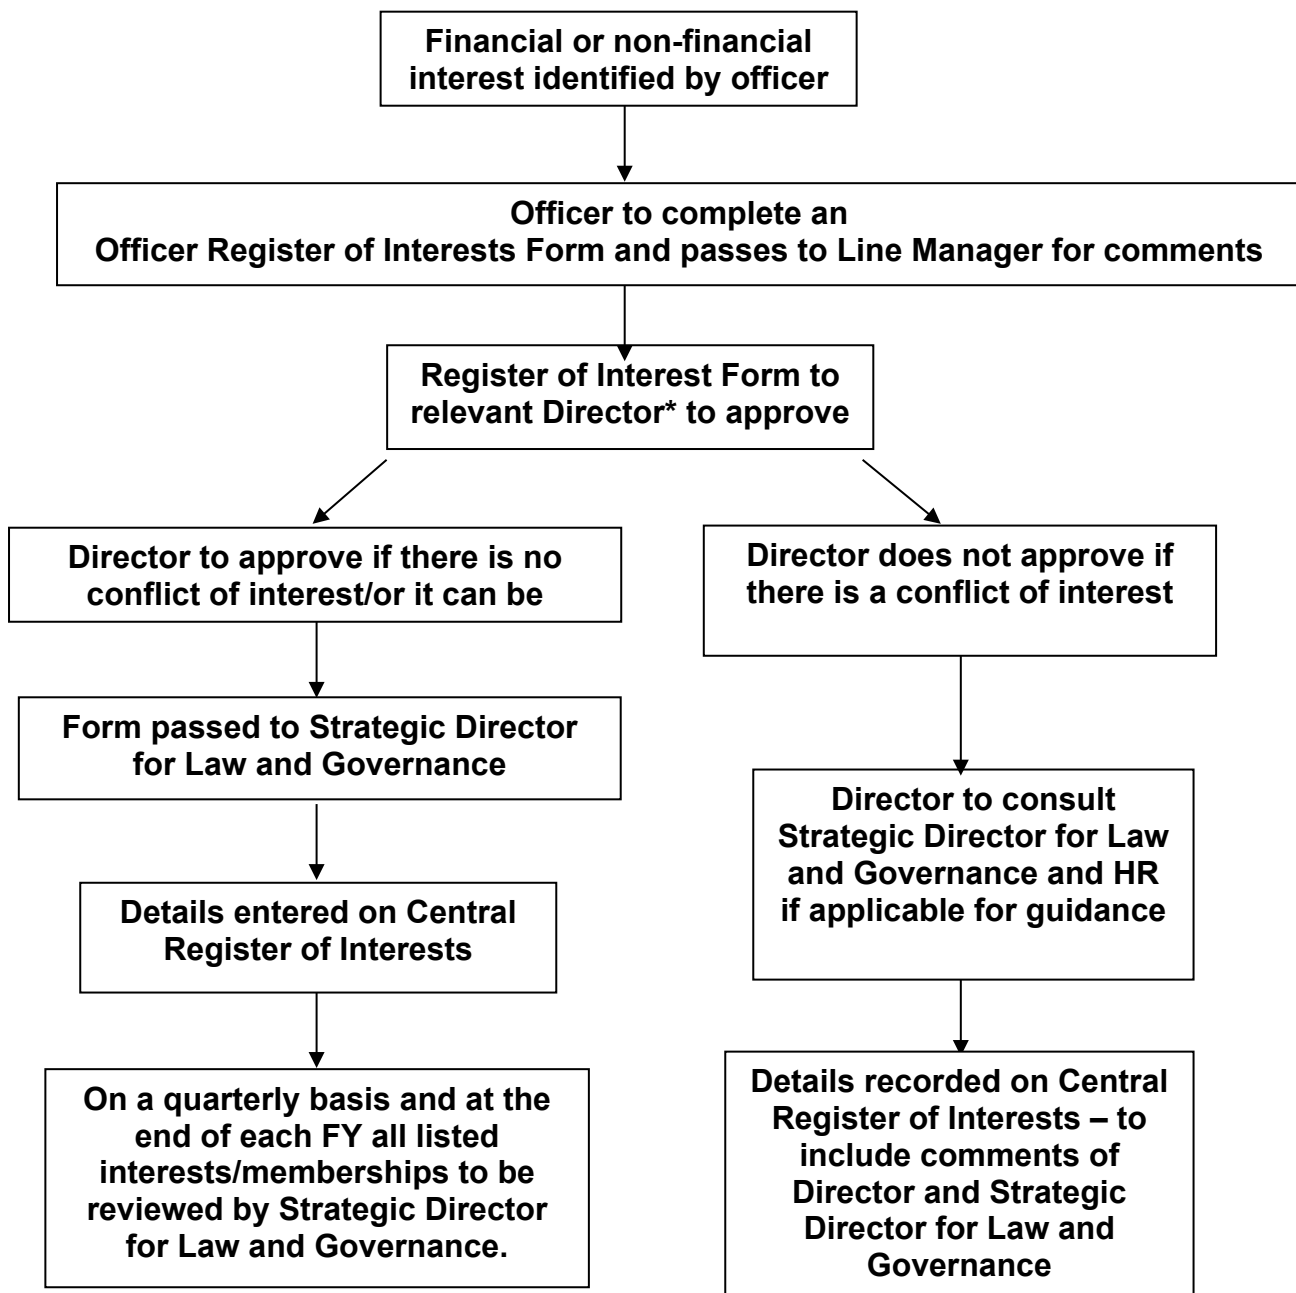 Financial or non-financial
interest identified by officer
Officer to complete an
Officer Register of Interests Form and passes to Line Manager for comments
Register of Interest Form to
relevant Director* to approve
Director to approve if there is no
conflict of interest/or it can be
Director does not approve if
there is a conflict of interest
Form passed to Strategic Director
for Law and Governance
Director to consult
Strategic Director for Law
and Governance and HR
if applicable for guidance
Details entered on Central
Register of Interests
On a quarterly basis and at the
end of each FY all listed
interests/memberships to be
reviewed by Strategic Director
for Law and Governance.
Details recorded on Central
Register of Interests – to
include comments of
Director and Strategic
Director for Law and
Governance